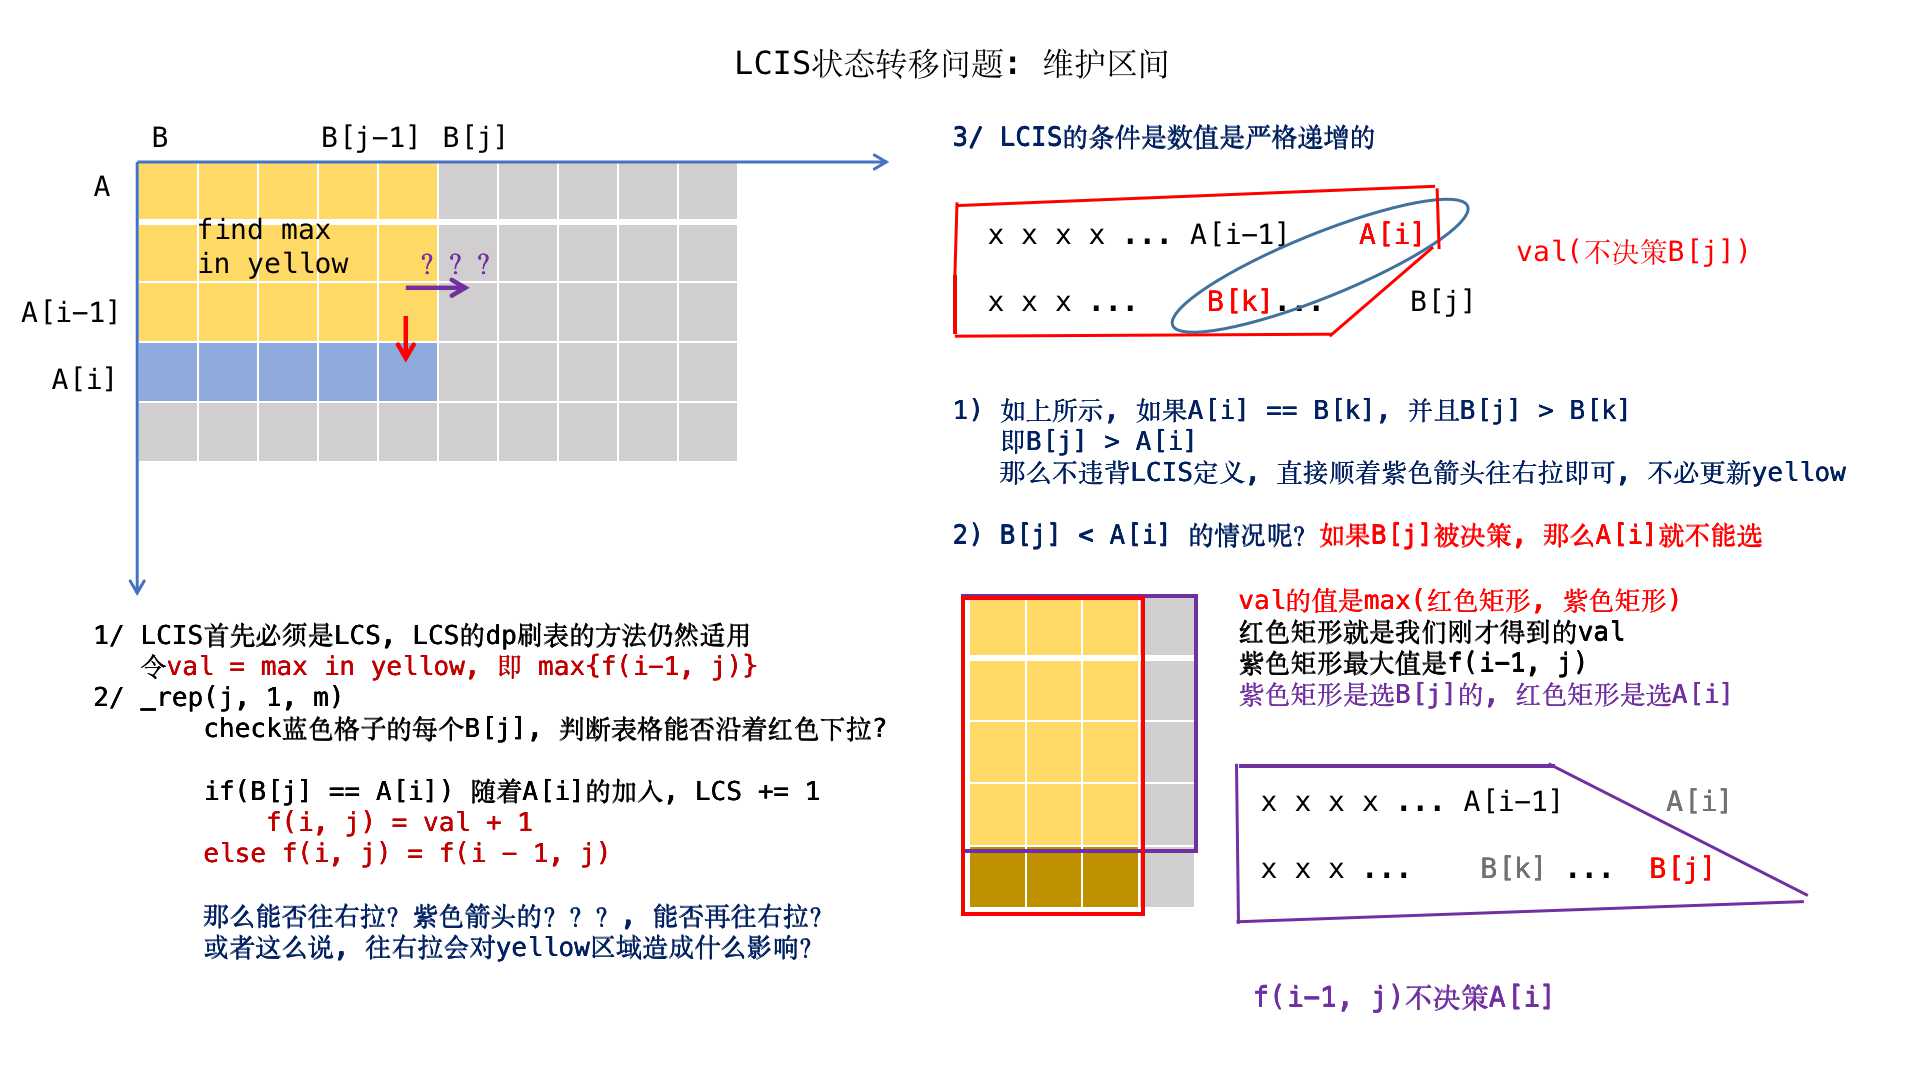 LCIS状态转移问题: 维护区间
B B[j-1] B[j]
A
find max
in yellow
? ? ?
A[i-1]
A[i]
1/ LCIS首先必须是LCS, LCS的dp刷表的方法仍然适用
令val = max in yellow, 即 max{f(i-1, j)}
2/ _rep(j, 1, m)
check蓝色格子的每个B[j], 判断表格能否沿着红色下拉?
if(B[j] == A[i]) 随着A[i]的加入, LCS += 1
f(i, j) = val + 1
else f(i, j) = f(i - 1, j)
那么能否往右拉? 紫色箭头的? ? ? , 能否再往右拉?
或者这么说, 往右拉会对yellow区域造成什么影响?
3/ LCIS的条件是数值是严格递增的
x x x x ... A[i-1] A[i]
val(不决策B[j])
x x x ... B[k]... B[j]
1) 如上所示, 如果A[i] == B[k], 并且B[j] > B[k]
即B[j] > A[i]
那么不违背LCIS定义, 直接顺着紫色箭头往右拉即可, 不必更新yellow
2) B[j] < A[i] 的情况呢? 如果B[j]被决策, 那么A[i]就不能选
val的值是max(红色矩形, 紫色矩形)
红色矩形就是我们刚才得到的val
紫色矩形最大值是f(i-1, j)
紫色矩形是选B[j]的, 红色矩形是选A[i]
x x x x ... A[i-1] A[i]
x x x ... B[k] ... B[j]
f(i-1, j)不决策A[i]